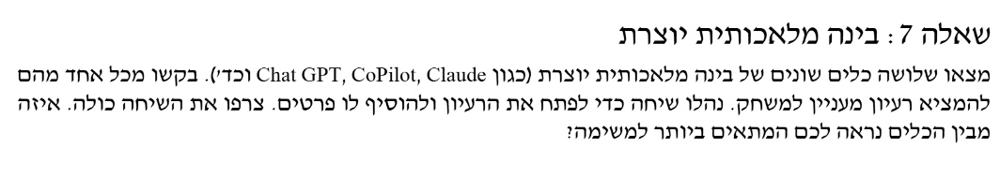 שאלה 7: בינה מלאכותית יוצרת
מצאו שלושה כלים שונים של בינה מלאכותית יוצרת (כגון Chat GPT, CoPilot, Claude וכד'). בקשו מכל אחד מהם
להמציא רעיון מעניין למשחק. נהלו שיחה כדי לפתח את הרעיון ולהוסיף לו פרטים. צרפו את השיחה כולה. איזה
מבין הכלים נראה לכם המתאים ביותר למשימה?